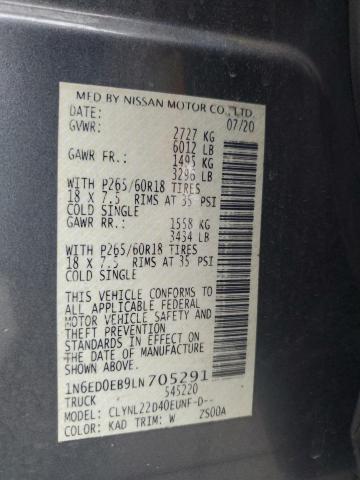 MFD BY NISSAN MOTOR CO., LTD.
DATE: 07/20
GVWR: 2727 KG
6012 LB
GAWR FR.: 1495 KG
3296 LB
WITH P265/60R18 TIRES
18 X 7.5 RIMS AT 35 PSI
COLD SINGLE
GAWR RR.: 1558 KG
3434 LB
WITH P265/60R18 TIRES
18 X 7.5 RIMS AT 35 PSI
COLD SINGLE
THIS VEHICLE CONFORMS TO
ALL APPLICABLE FEDERAL
MOTOR VEHICLE SAFETY AND
THEFT PREVENTION
STANDARDS IN EFFECT ON
THE DATE OF MANUFACTURE
SHOWN ABOVE.
1N6ED0EB9LN705291
TRUCK 545220
MODEL: CLYNL22D40EUNF-D--
COLOR: KAD TRIM: W ZS00A